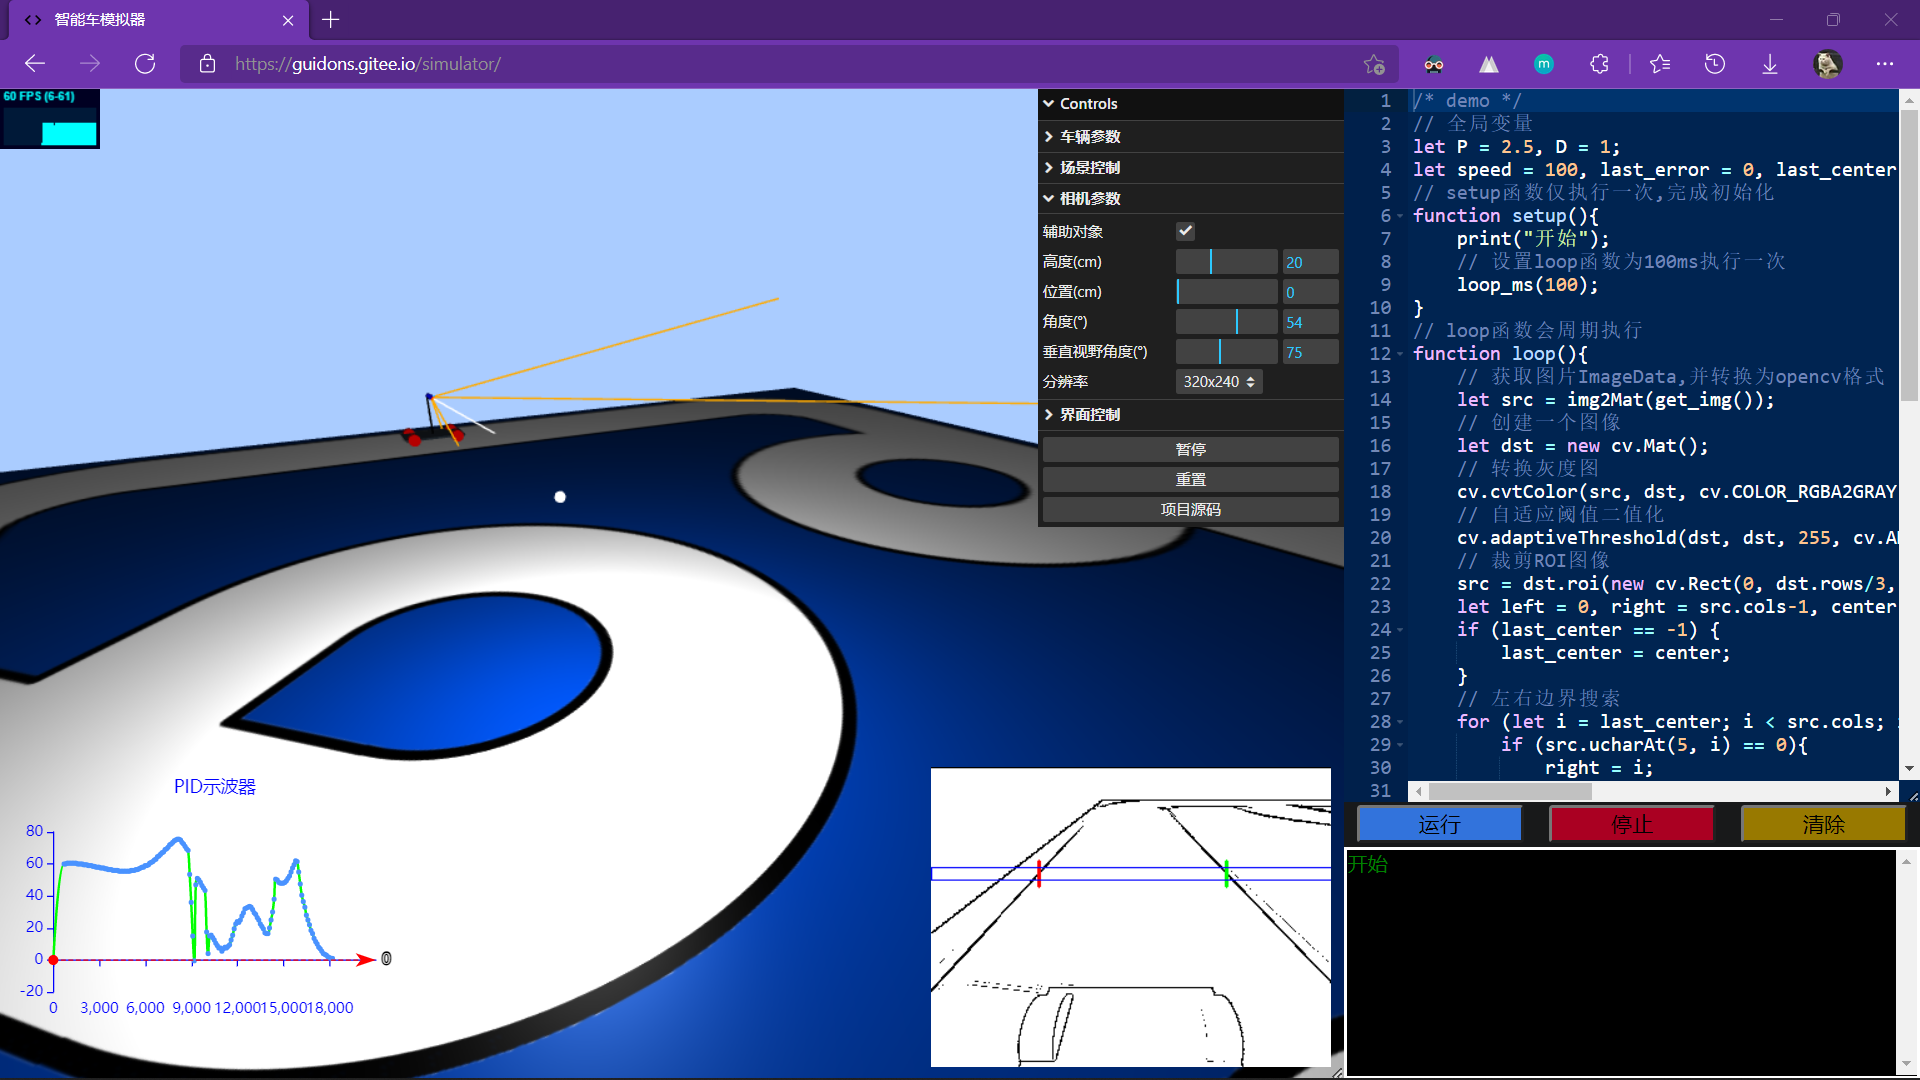 智能车模拟器
https://guidons.gitee.io/simulator/
m
60 FPS (6-61)
Controls
车辆参数
场景控制
相机参数
辅助对象
高度(cm) 20
位置(cm) 0
角度(°) 54
垂直视野角度(°) 75
分辨率 320x240
界面控制
暂停
重置
项目源码
PID示波器
80
60
40
20
0
-20
0 3,000 6,000 9,000 12,000 15,000 18,000
0
1 /* demo */
2 // 全局变量
3 let P = 2.5, D = 1;
4 let speed = 100, last_error = 0, last_center
5 // setup函数仅执行一次,完成初始化
6 function setup(){
7 print("开始");
8 // 设置loop函数为100ms执行一次
9 loop_ms(100);
10 }
11 // loop函数会周期执行
12 function loop(){
13 // 获取图片ImageData,并转换为opencv格式
14 let src = img2Mat(get_img());
15 // 创建一个图像
16 let dst = new cv.Mat();
17 // 转换灰度图
18 cv.cvtColor(src, dst, cv.COLOR_RGBA2GRAY
19 // 自适应阈值二值化
20 cv.adaptiveThreshold(dst, dst, 255, cv.A
21 // 裁剪ROI图像
22 src = dst.roi(new cv.Rect(0, dst.rows/3,
23 let left = 0, right = src.cols-1, center
24 if (last_center == -1) {
25 last_center = center;
26 }
27 // 左右边界搜索
28 for (let i = last_center; i < src.cols;
29 if (src.ucharAt(5, i) == 0){
30 right = i;
31
运行 停止 清除
开始